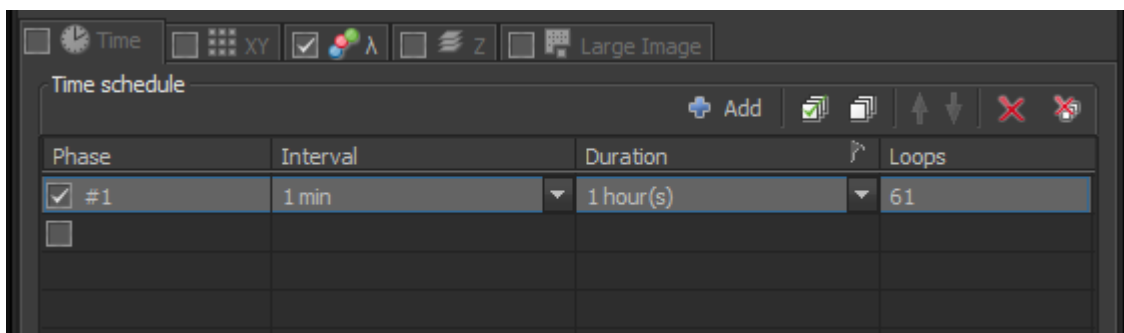 Time XY λ Z Large Image
Time schedule
Add
Phase Interval Duration Loops
#1 1 min 1 hour(s) 61